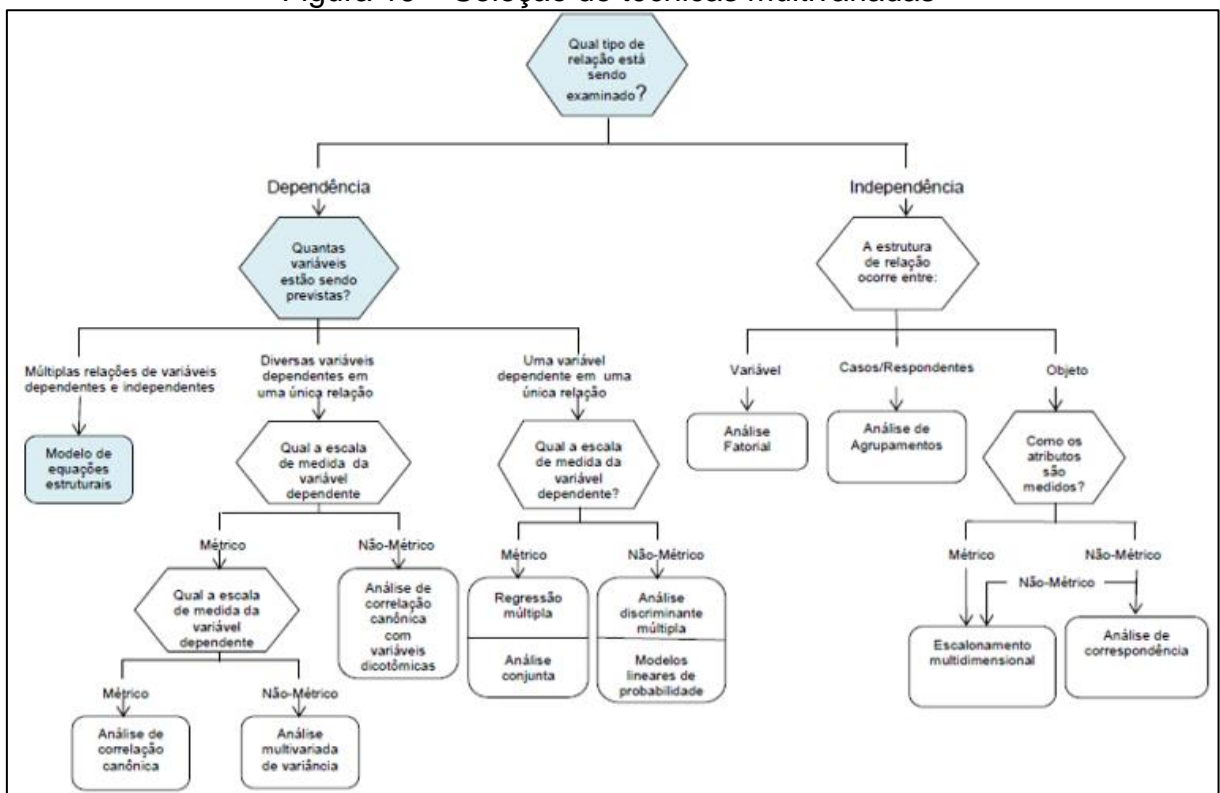 Qual tipo de
relação está
sendo
examinado?
Dependência
Independência
Quantas
variáveis
estão sendo
previstas?
A estrutura
de relação
ocorre entre:
Múltiplas relações de variáveis
dependentes e independentes
Diversas variáveis
dependentes em
uma única relação
Uma variável
dependente em uma
única relação
Variável
Casos/Respondentes
Objeto
Modelo de
equações
estruturais
Qual a escala
de medida da
variável
dependente
Qual a escala
de medida da
variável
dependente?
Análise
Fatorial
Análise de
Agrupamentos
Como os
atributos
são
medidos?
Métrico
Não-Métrico
Métrico
Não-Métrico
Métrico
Não-Métrico
Não-Métrico
Qual a escala
de medida da
variável
dependente
Análise de
correlação
canônica
com
variáveis
dicotômicas
Regressão
múltipla
Análise
conjunta
Análise
discriminante
múltipla
Modelos
lineares de
probabilidade
Escalonamento
multidimensional
Análise de
correspondência
Métrico
Não-Métrico
Análise de
correlação
canônica
Análise
multivariada
de variância